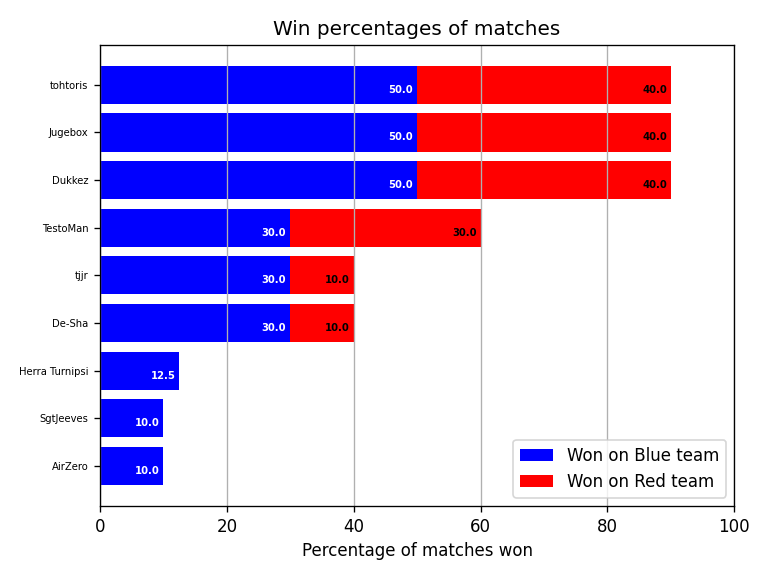 Win percentages of matches
tohtoris 50.0 40.0
Jugebox 50.0 40.0
Dukkez 50.0 40.0
TestoMan 30.0 30.0
tjjr 30.0 10.0
De-Sha 30.0 10.0
Herra Turnipsi 12.5
SgtJeeves 10.0
AirZero 10.0
Won on Blue team
Won on Red team
0 20 40 60 80 100
Percentage of matches won